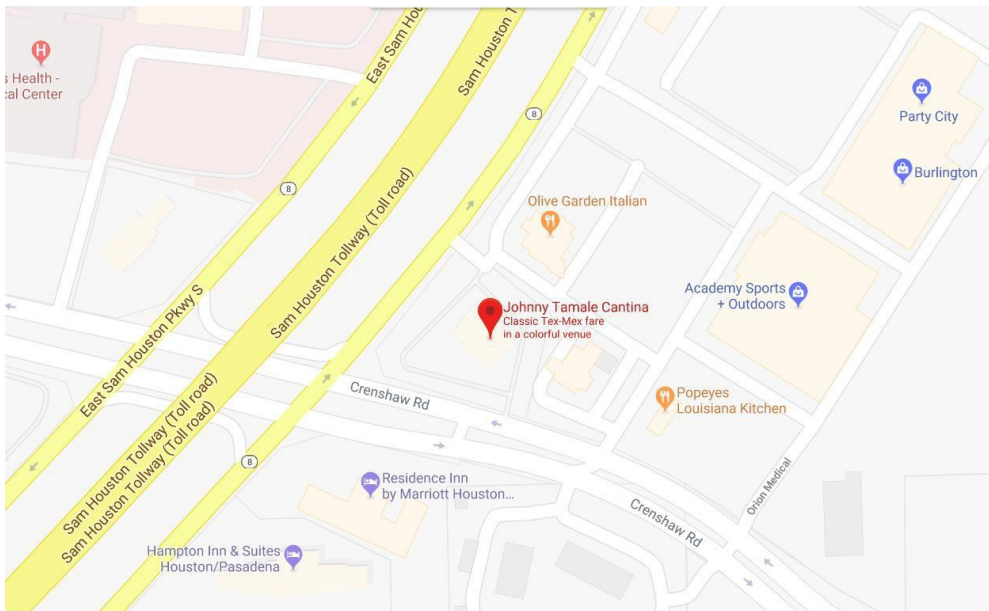 East Sam Hou
Sam Houston T
s Health -
cal Center
Party City
8
Burlington
8
Olive Garden Italian
Sam Houston Tollway (Toll road)
Academy Sports
+ Outdoors
Johnny Tamale Cantina
Classic Tex-Mex fare
in a colorful venue
East Sam Houston Pkwy S
Crenshaw Rd
Popeyes
Louisiana Kitchen
Sam Houston Tollway (Toll road)
Sam Houston Tollway (Toll road)
8
Residence Inn
by Marriott Houston...
Orion Medical
Crenshaw Rd
Hampton Inn & Suites
Houston/Pasadena
H